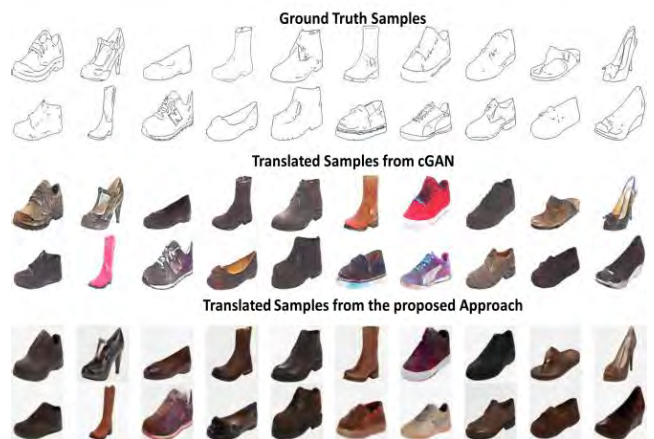 Ground Truth Samples
Translated Samples from cGAN
Translated Samples from the proposed Approach